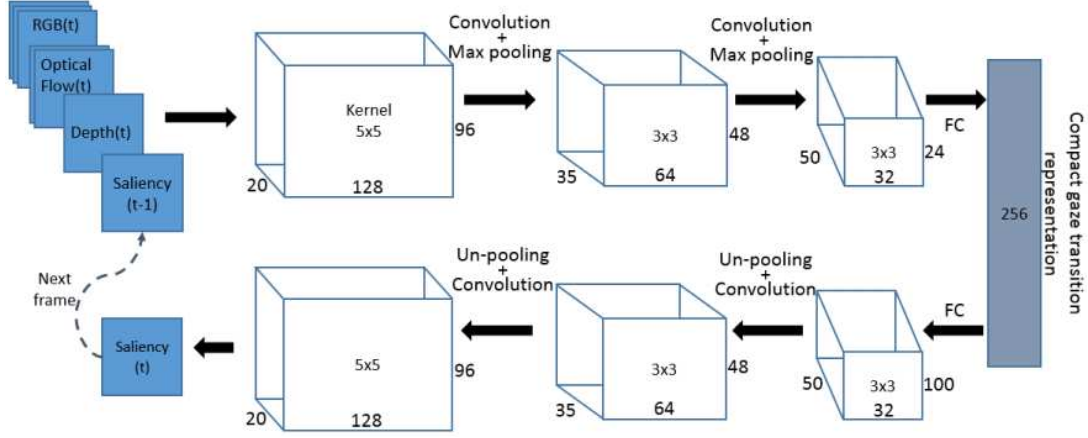 RGB(t)
Optical
Flow(t)
Depth(t)
Saliency
(t-1)
Kernel
5x5
96
20
128
Convolution
+
Max pooling
3x3
48
35
64
Convolution
+
Max pooling
50
3x3
24
32
FC
256
Compact gaze transition
representation
Next
frame
Saliency
(t)
5x5
96
20
128
Un-pooling
+
Convolution
3x3
48
35
64
Un-pooling
+
Convolution
50
3x3
100
32
FC